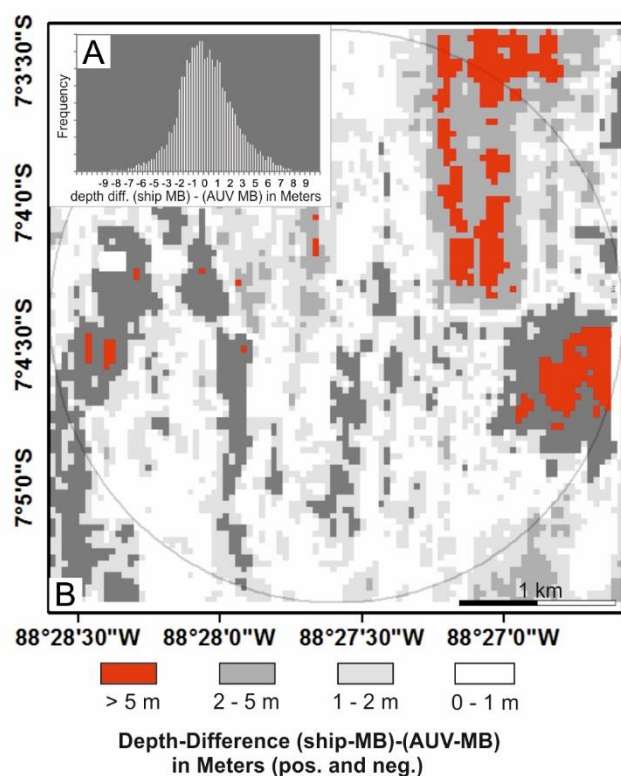 A
Frequency
-9 -8 -7 -6 -5 -4 -3 -2 -1 0 1 2 3 4 5 6 7 8 9
depth diff. (ship MB) - (AUV MB) in Meters
7°3'30"S
7°4'0"S
7°4'30"S
7°5'0"S
B
1 km
88°28'30"W 88°28'0"W 88°27'30"W 88°27'0"W
> 5 m 2 - 5 m 1 - 2 m 0 - 1 m
Depth-Difference (ship-MB)-(AUV-MB)
in Meters (pos. and neg.)